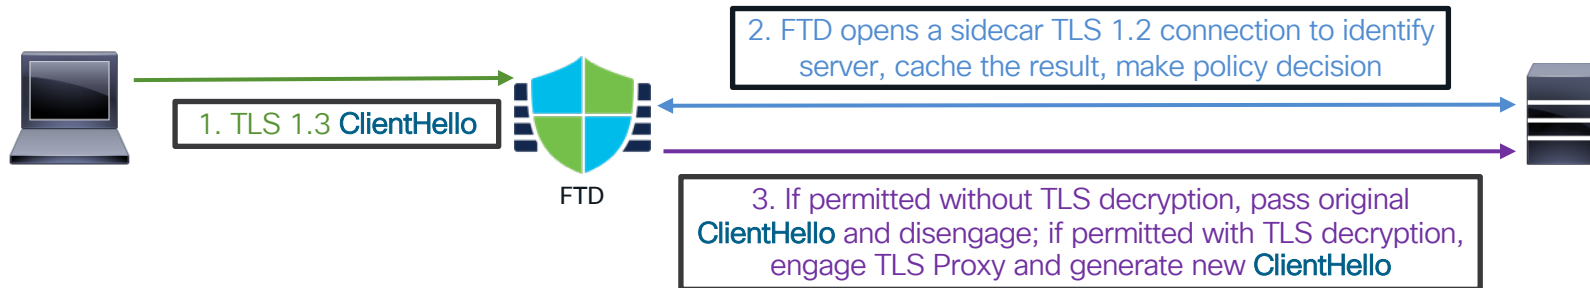 2. FTD opens a sidecar TLS 1.2 connection to identify
server, cache the result, make policy decision
1. TLS 1.3 ClientHello
FTD
3. If permitted without TLS decryption, pass original
ClientHello and disengage; if permitted with TLS decryption,
engage TLS Proxy and generate new ClientHello